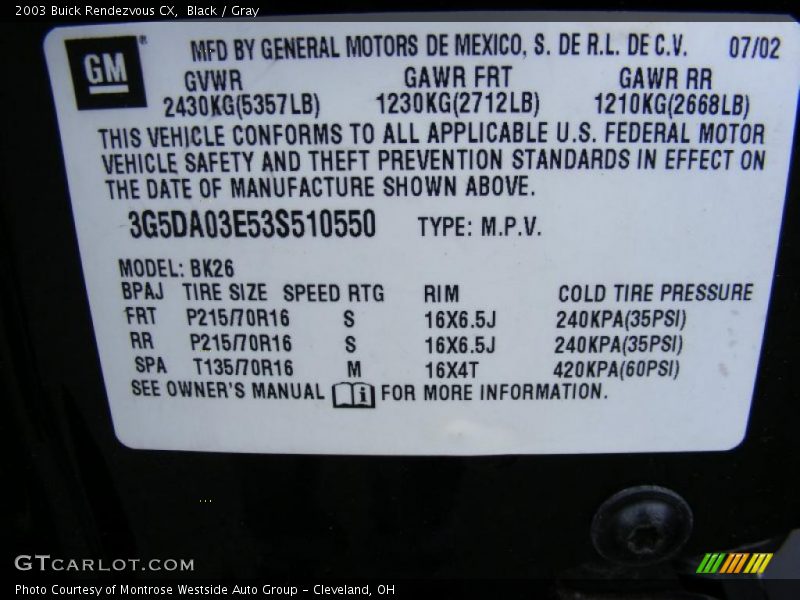 2003 Buick Rendezvous CX,  Black / Gray
GM®
MFD BY GENERAL MOTORS DE MEXICO, S. DE R.L. DE C.V. 07/02
GVWR GAWR FRT GAWR RR
2430KG(5357LB) 1230KG(2712LB) 1210KG(2668LB)
THIS VEHICLE CONFORMS TO ALL APPLICABLE U.S. FEDERAL MOTOR
VEHICLE SAFETY AND THEFT PREVENTION STANDARDS IN EFFECT ON
THE DATE OF MANUFACTURE SHOWN ABOVE.
3G5DA03E53S510550 TYPE: M.P.V.
MODEL: BK26
BPAJ TIRE SIZE SPEED RTG RIM COLD TIRE PRESSURE
FRT P215/70R16 S 16X6.5J 240KPA(35PSI)
RR P215/70R16 S 16X6.5J 240KPA(35PSI)
SPA T135/70R16 M 16X4T 420KPA(60PSI)
SEE OWNER'S MANUAL i FOR MORE INFORMATION.
...
GTCARLOT.COM
Photo Courtesy of Montrose Westside Auto Group - Cleveland, OH